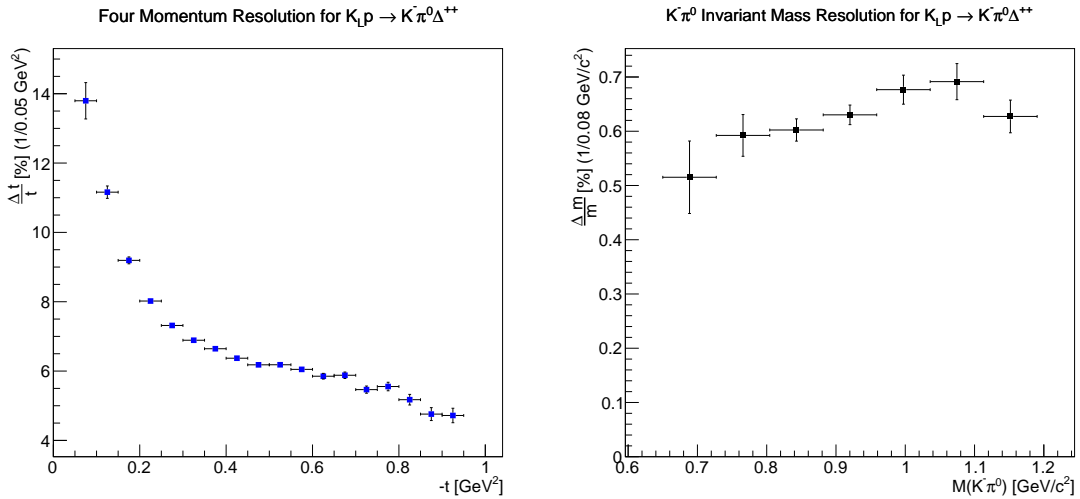 Four Momentum Resolution for K_L p → K⁻π⁰Δ⁺⁺
Δt/t [%] (1/0.05 GeV²)
14
12
10
8
6
4
0 0.2 0.4 0.6 0.8 1
-t [GeV²]
K⁻π⁰ Invariant Mass Resolution for K_L p → K⁻π⁰Δ⁺⁺
Δm/m [%] (1/0.08 GeV/c²)
0.7
0.6
0.5
0.4
0.3
0.2
0.1
0
0.6 0.7 0.8 0.9 1 1.1 1.2
M(K⁻π⁰) [GeV/c²]